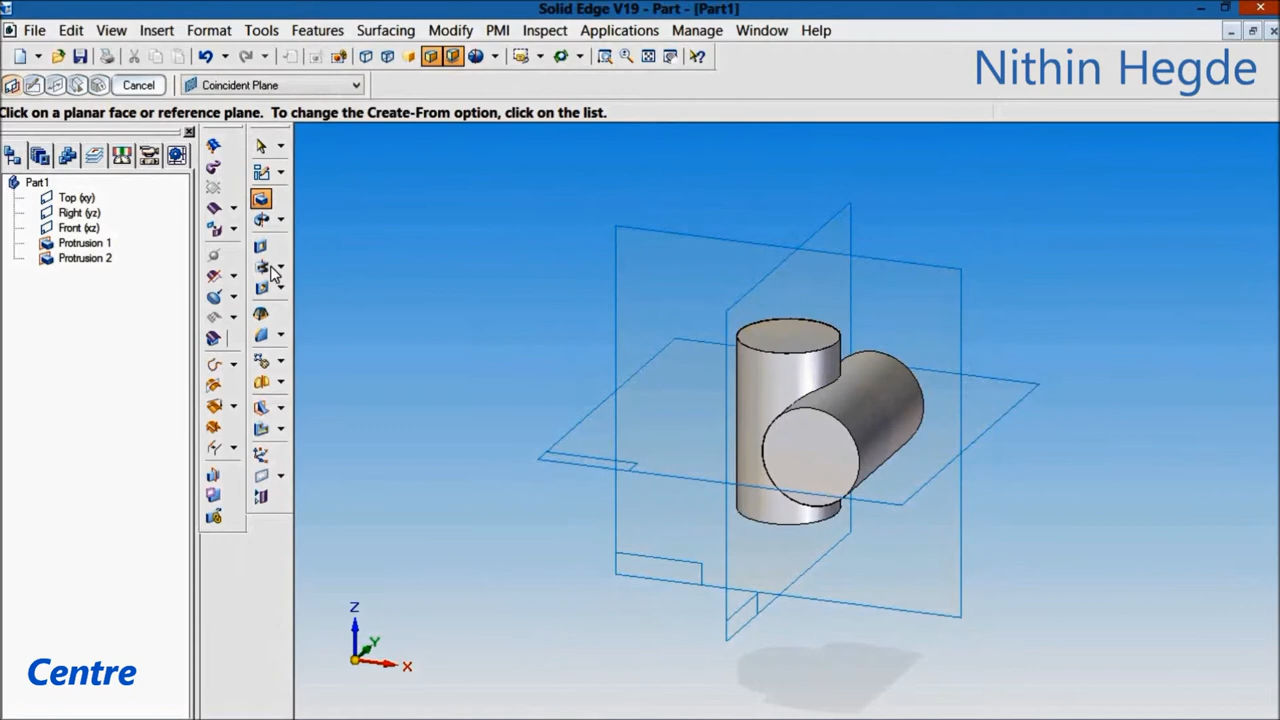 Solid Edge V19 - Part - [Part1]
File Edit View Insert Format Tools Features Surfacing Modify PMI Inspect Applications Manage Window Help
Nithin Hegde
Cancel Coincident Plane
Click on a planar face or reference plane. To change the Create-From option, click on the list.
Part1
Top (xy)
Right (yz)
Front (xz)
Protrusion 1
Protrusion 2
Z
Y
X
Centre